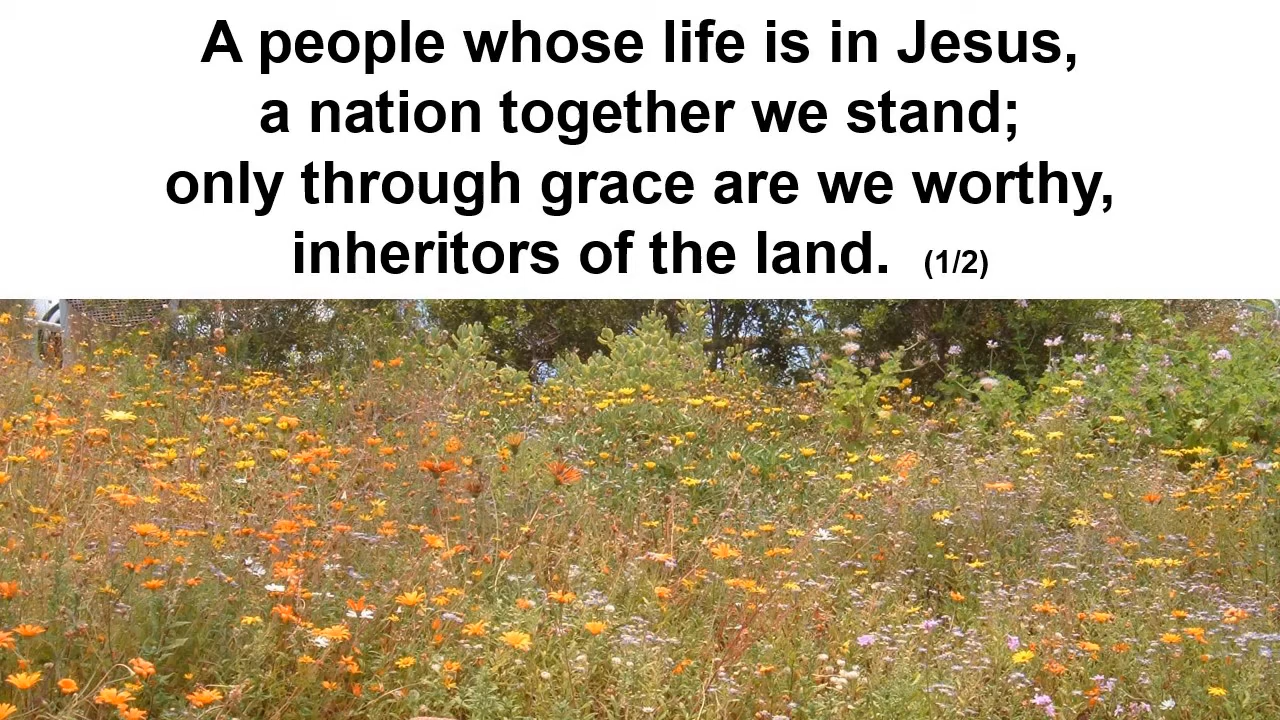 A people whose life is in Jesus,
a nation together we stand;
only through grace are we worthy,
inheritors of the land. (1/2)